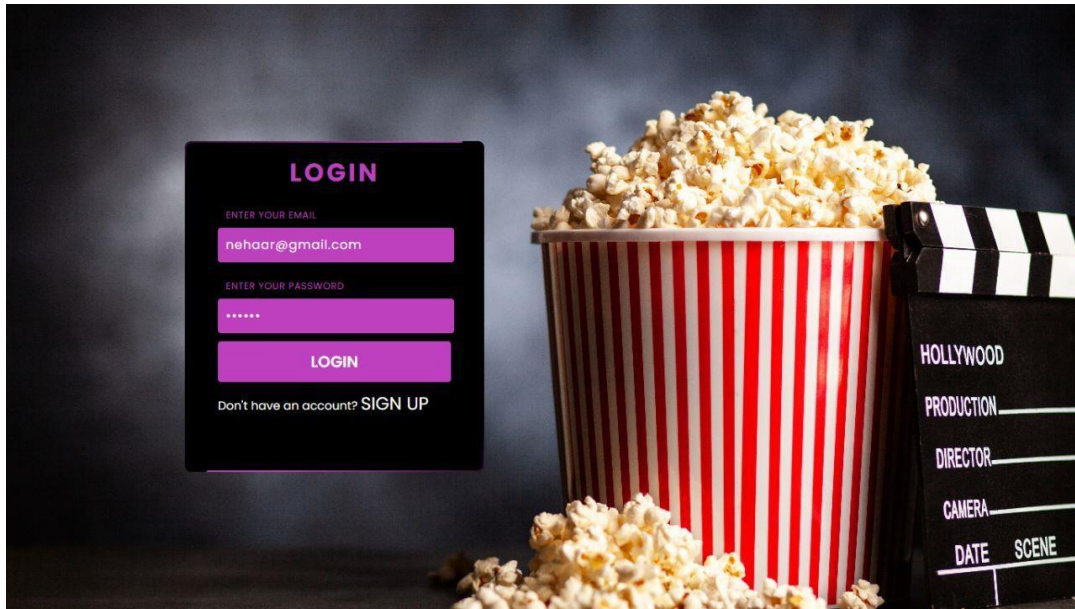 LOGIN
ENTER YOUR EMAIL
nehaar@gmail.com
ENTER YOUR PASSWORD
••••••
LOGIN
Don't have an account? SIGN UP
HOLLYWOOD
PRODUCTION
DIRECTOR
CAMERA
DATE SCENE